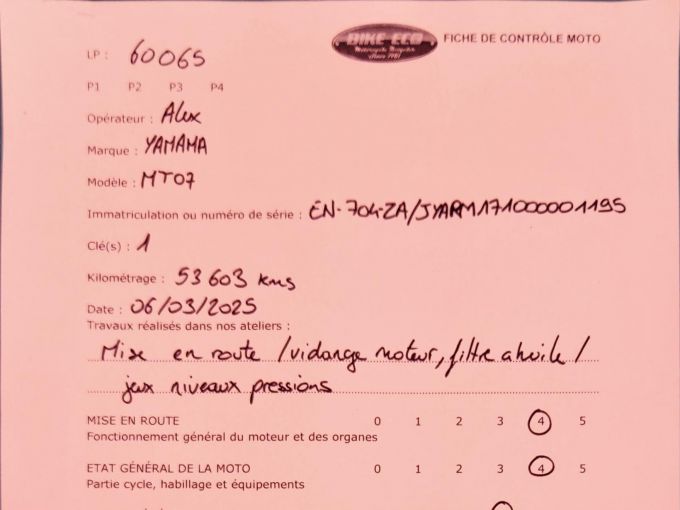 BIKE-ECO
FICHE DE CONTRÔLE MOTO
LP : 60065
P1 P2 P3 P4
Opérateur : Alex
Marque : YAMAHA
Modèle : MT07
Immatriculation ou numéro de série : EN-704-ZA/JYARM171000001195
Clé(s) : 1
Kilométrage : 53 603 kms
Date : 06/03/2025
Travaux réalisés dans nos ateliers :
Mise en route / vidange moteur, filtre a huile /
jeux niveaux pressions
MISE EN ROUTE 0 1 2 3 4 5
Fonctionnement général du moteur et des organes
ETAT GÉNÉRAL DE LA MOTO 0 1 2 3 4 5
Partie cycle, habillage et équipements